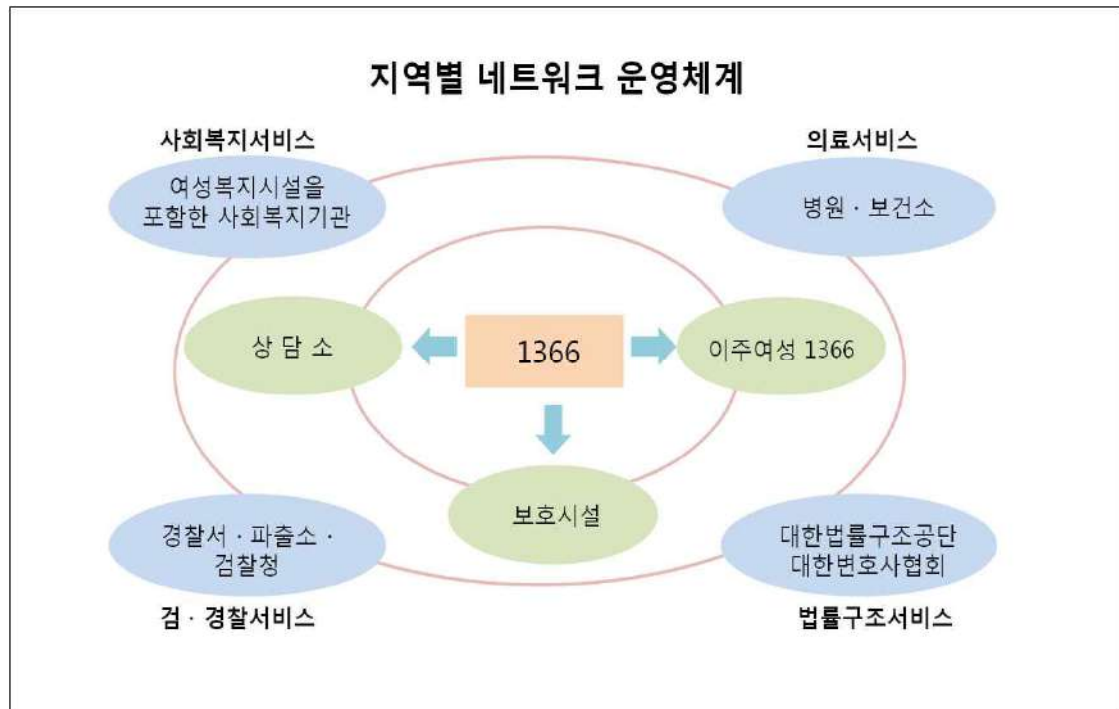 지역별 네트워크 운영체계
사회복지서비스
여성복지시설을
포함한 사회복지기관
의료서비스
병원 · 보건소
상 담 소
1366
이주여성 1366
보호시설
경찰서 · 파출소 ·
검찰청
검 · 경찰서비스
대한법률구조공단
대한변호사협회
법률구조서비스